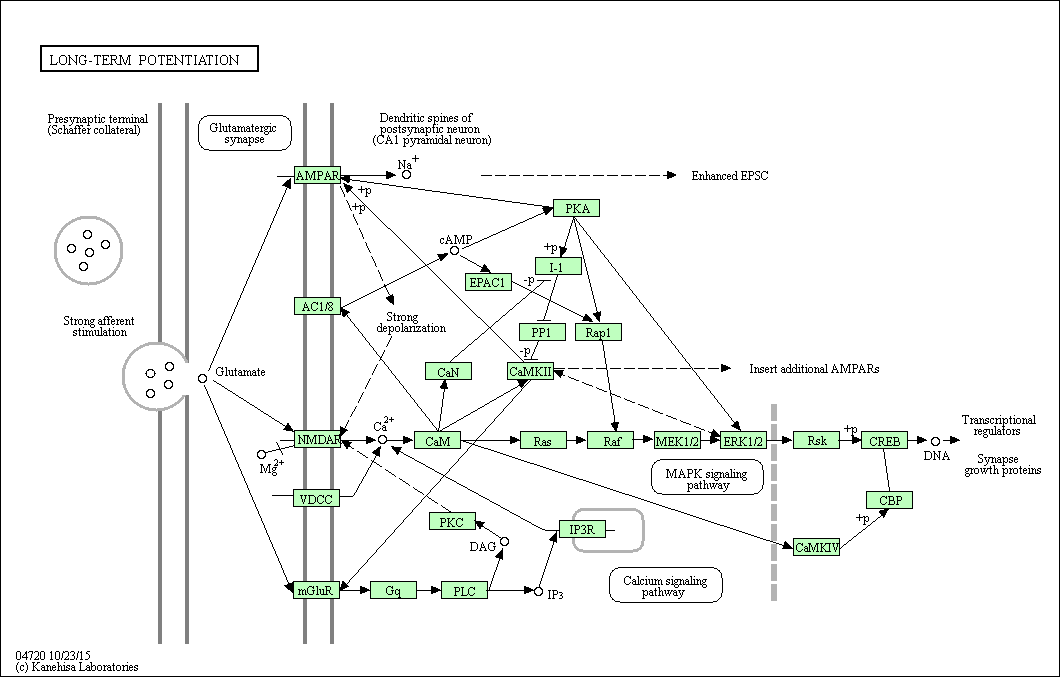 LONG-TERM POTENTIATION
Presynaptic terminal
(Schaffer collateral)
Glutamatergic
synapse
Dendritic spines of
postsynaptic neuron
(CA1 pyramidal neuron)
Na+
AMPAR
+p
+p
Enhanced EPSC
PKA
cAMP
+p
I-1
EPAC1
-p
AC1/8
Strong
depolarization
Strong afferent
stimulation
PP1
Rap1
-p
Glutamate
CaN
CaMKII
Insert additional AMPARs
Ca2+
NMDAR
CaM
Ras
Raf
MEK1/2
ERK1/2
Rsk
+p
CREB
DNA
Transcriptional
regulators
Synapse
growth proteins
Mg2+
MAPK signaling
pathway
VDCC
CBP
+p
PKC
IP3R
DAG
CaMKIV
mGluR
Gq
PLC
IP3
Calcium signaling
pathway
04720 10/23/15
(c) Kanehisa Laboratories